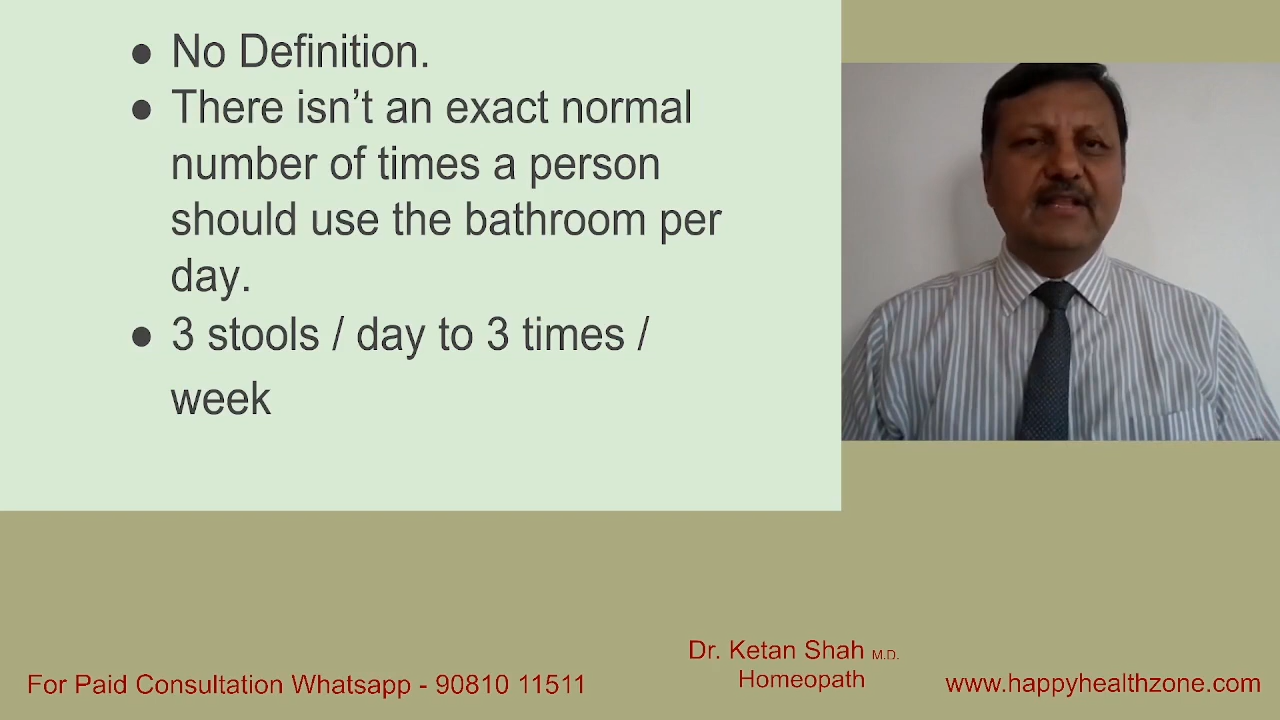 ● No Definition.
● There isn’t an exact normal
number of times a person
should use the bathroom per
day.
● 3 stools / day to 3 times /
week
Dr. Ketan Shah M.D.
Homeopath
For Paid Consultation Whatsapp - 90810 11511
www.happyhealthzone.com